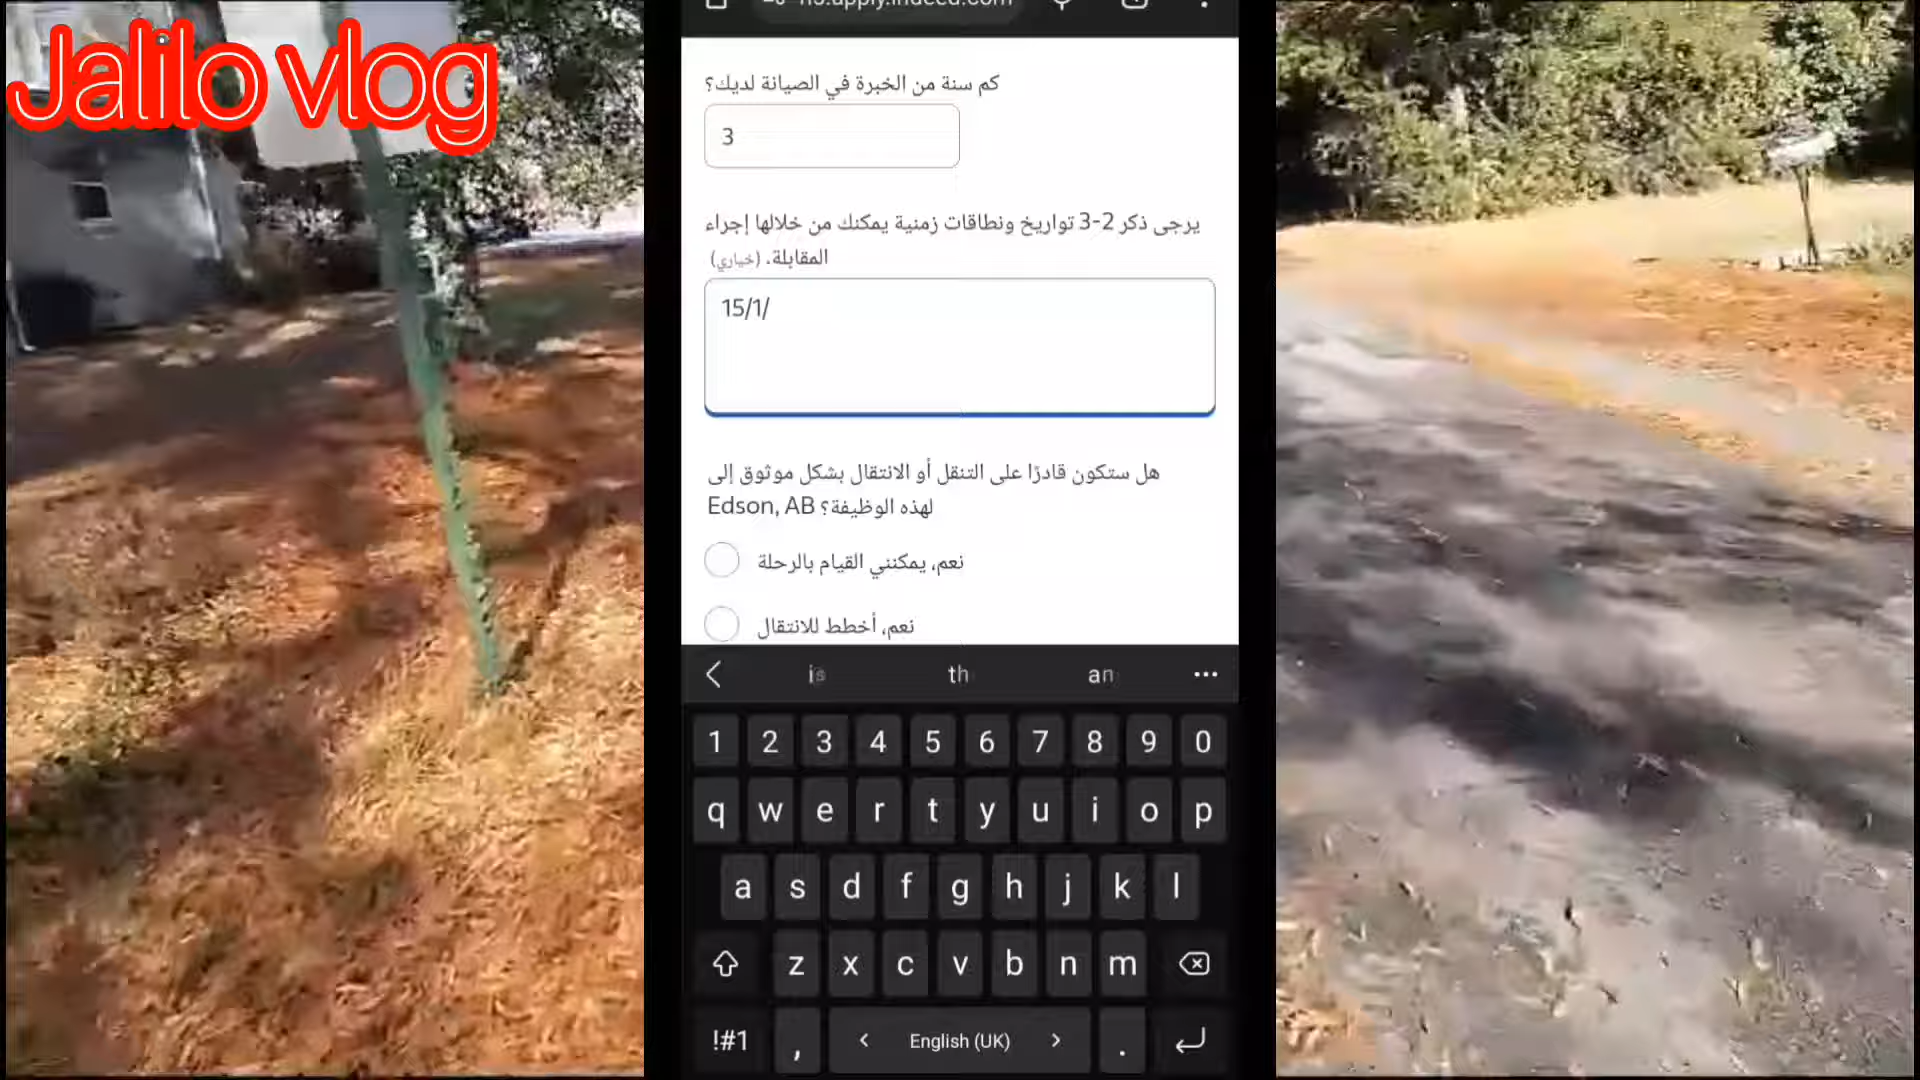 Jalilo vlog
كم سنة من الخبرة في الصيانة لديك؟
3
يرجى ذكر 2-3 تواريخ ونطاقات زمنية يمكنك من خلالها إجراء
المقابلة. (خياري)
15/1/
هل ستكون قادرًا على التنقل أو الانتقال بشكل موثوق إلى
Edson, AB لهذه الوظيفة؟
نعم، يمكنني القيام بالرحلة
نعم، أخطط للانتقال
is th an
1 2 3 4 5 6 7 8 9 0
q w e r t y u i o p
a s d f g h j k l
z x c v b n m
!#1 , < English (UK) > .